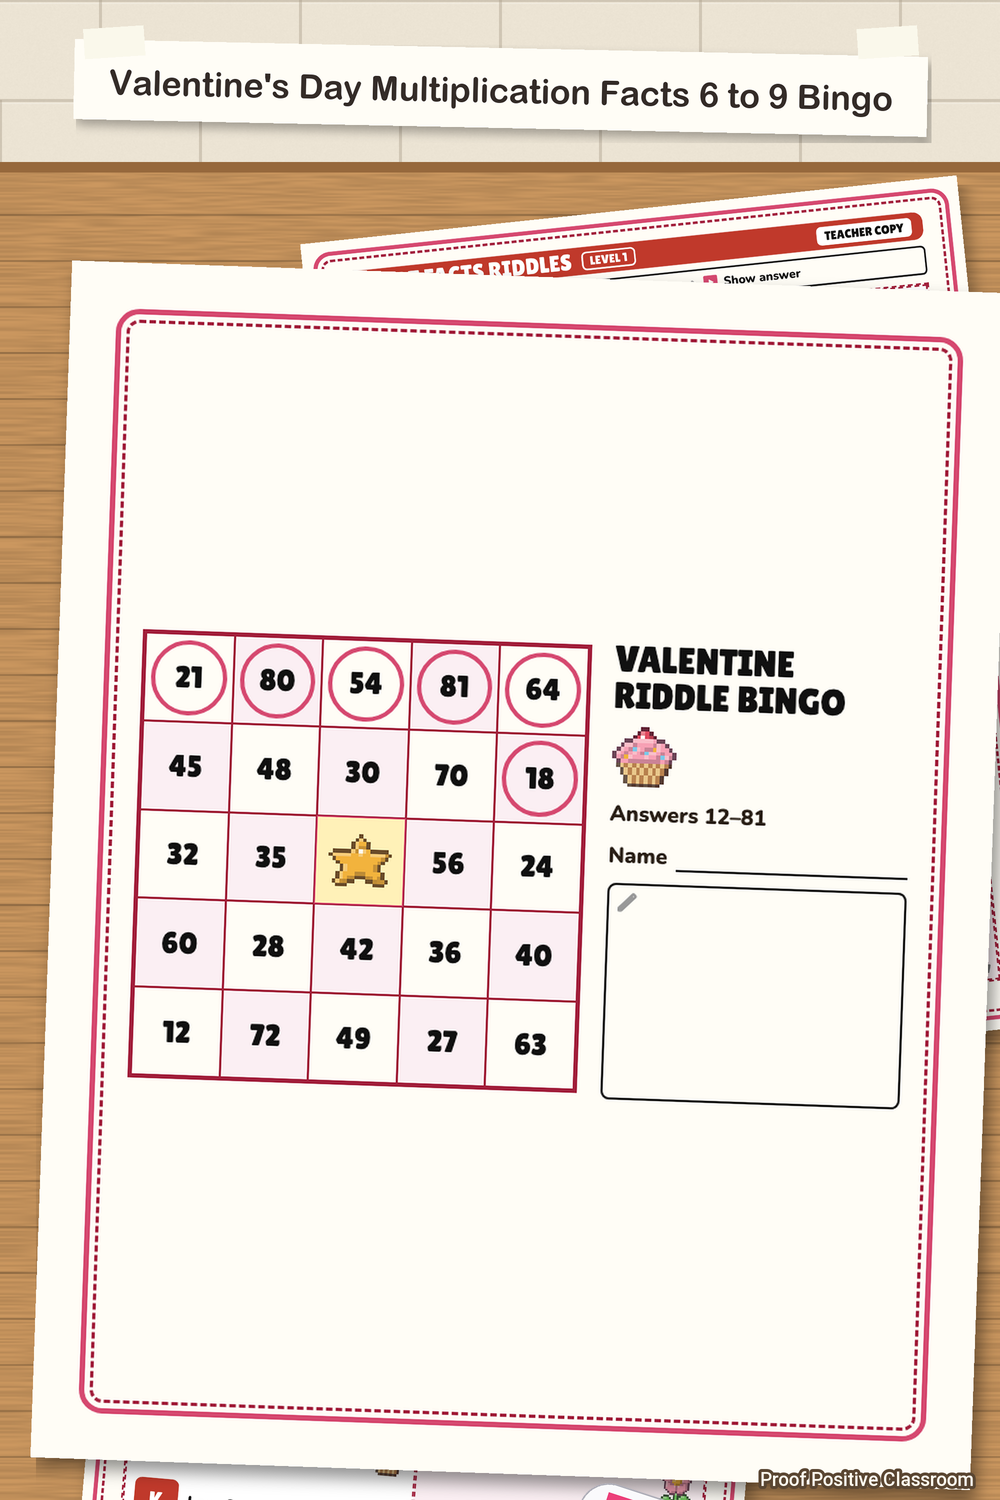 Valentine's Day Multiplication Facts 6 to 9 Bingo
FACTS RIDDLES LEVEL 1 TEACHER COPY
Show answer
21 80 54 81 64
45 48 30 70 18
32 35 56 24
60 28 42 36 40
12 72 49 27 63
VALENTINE
RIDDLE BINGO
Answers 12–81
Name
K
Proof Positive Classroom